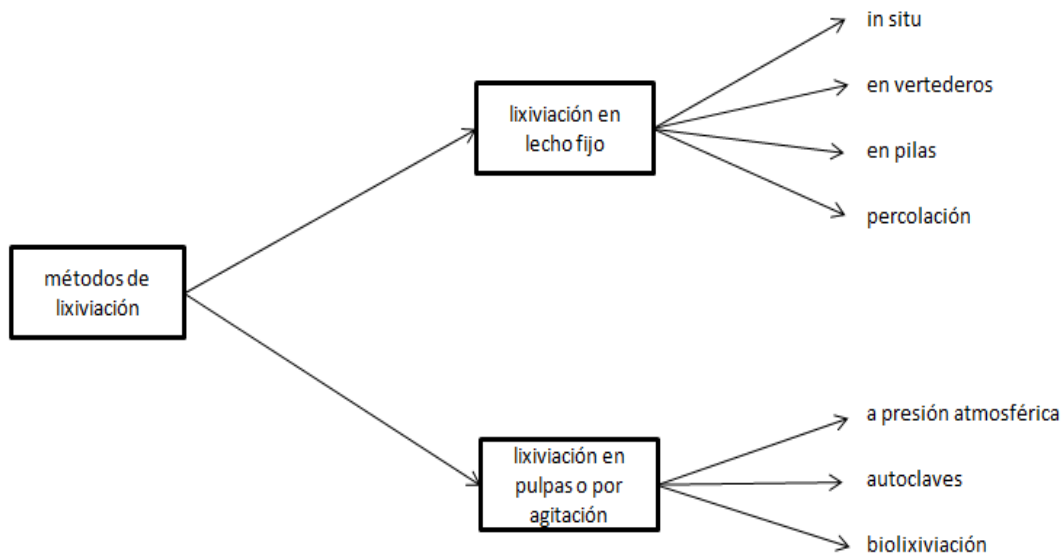 métodos de
lixiviación
lixiviación en
lecho fijo
in situ
en vertederos
en pilas
percolación
lixiviación en
pulpas o por
agitación
a presión atmosférica
autoclaves
biolixiviación